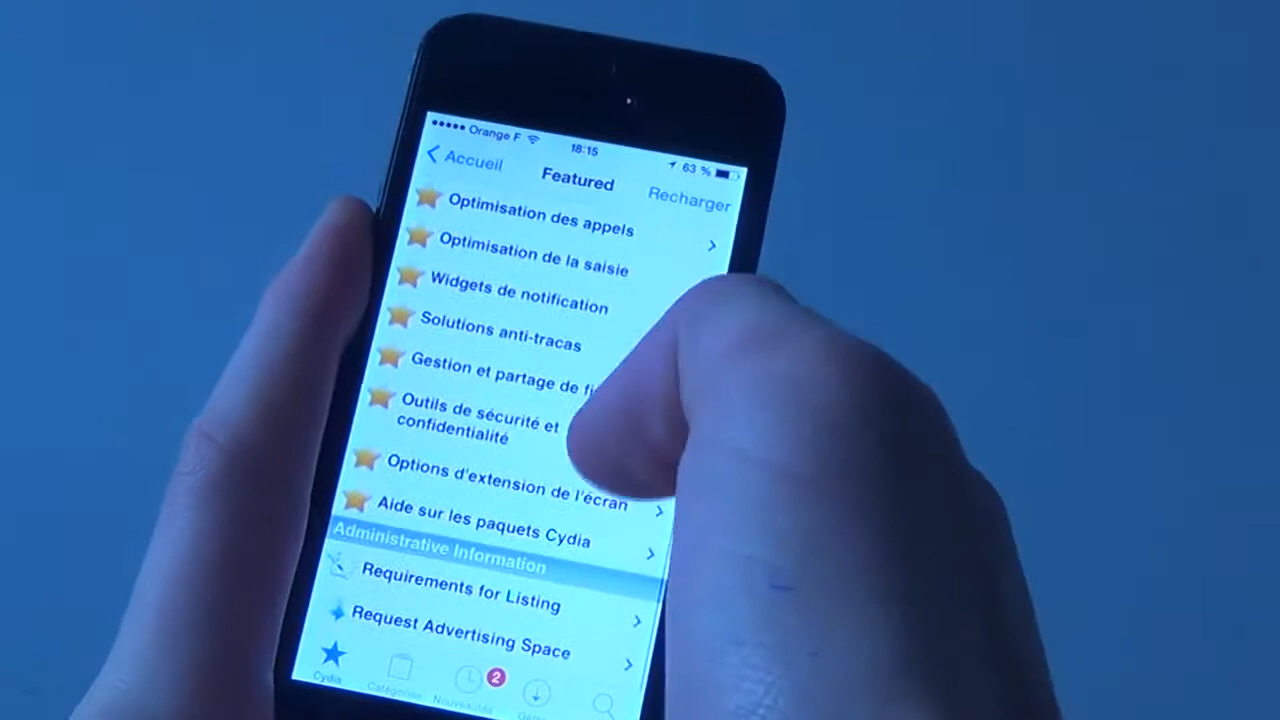 Orange F 18:15 63 %
Accueil Featured Recharger
Optimisation des appels
Optimisation de la saisie
Widgets de notification
Solutions anti-tracas
Gestion et partage de
Outils de sécurité et
confidentialité
Options d'extension de l'écran
Aide sur les paquets Cydia
Administrative Information
Requirements for Listing
Request Advertising Space
2
Cydia Catégories Nouveautés